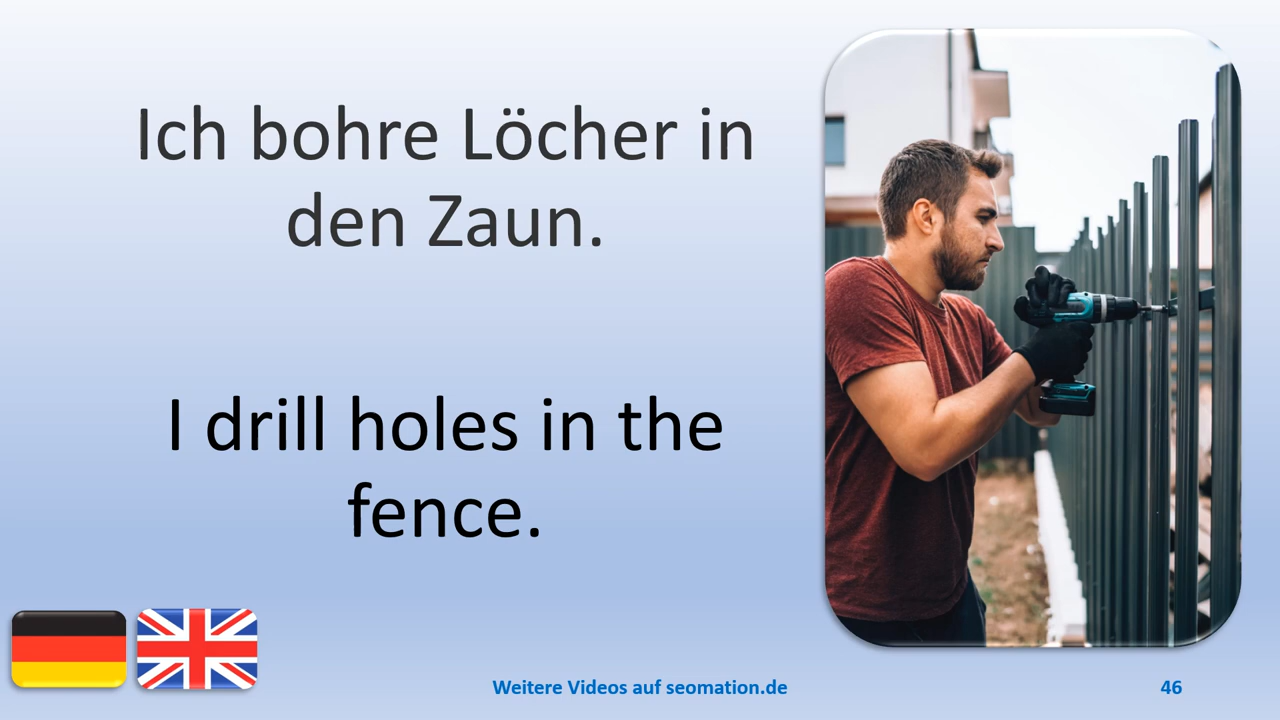 Ich bohre Löcher in
den Zaun.
I drill holes in the
fence.
Weitere Videos auf seomation.de
46